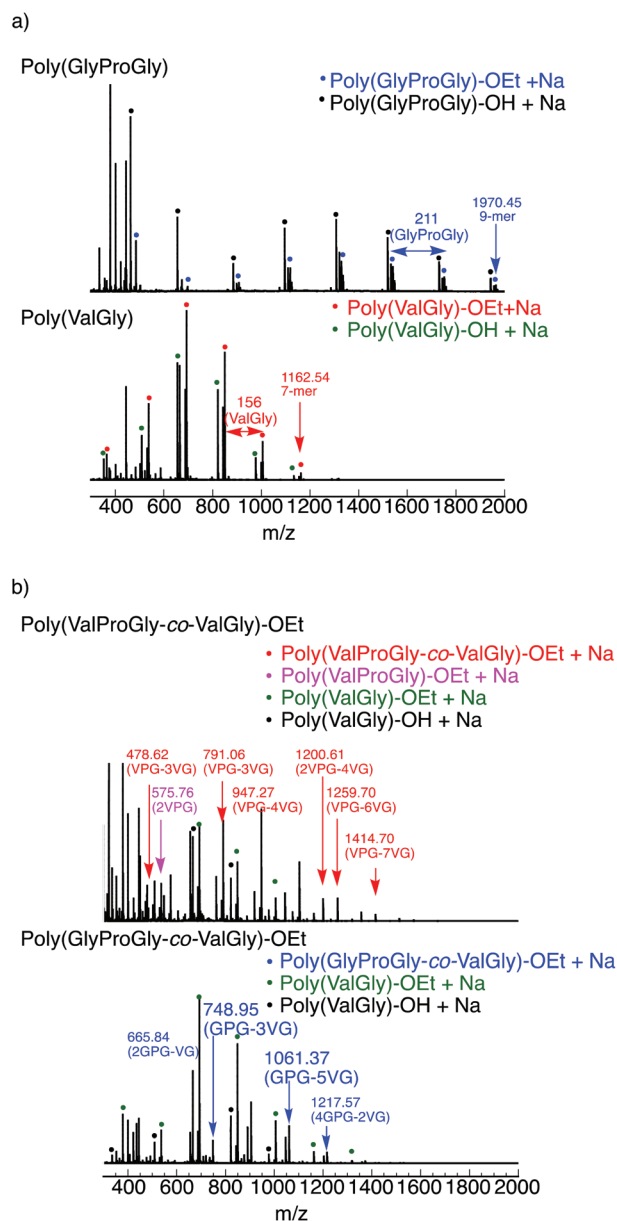 a)
Poly(GlyProGly)
• Poly(GlyProGly)-OEt +Na
• Poly(GlyProGly)-OH + Na
211
(GlyProGly)
1970.45
9-mer
Poly(ValGly)
• Poly(ValGly)-OEt+Na
• Poly(ValGly)-OH + Na
156
(ValGly)
1162.54
7-mer
400 600 800 1000 1200 1400 1600 1800 2000
m/z
b)
Poly(ValProGly-co-ValGly)-OEt
• Poly(ValProGly-co-ValGly)-OEt + Na
• Poly(ValProGly)-OEt + Na
• Poly(ValGly)-OEt + Na
• Poly(ValGly)-OH + Na
478.62
(VPG-3VG)
575.76
(2VPG)
791.06
(VPG-3VG)
947.27
(VPG-4VG)
1200.61
(2VPG-4VG)
1259.70
(VPG-6VG)
1414.70
(VPG-7VG)
Poly(GlyProGly-co-ValGly)-OEt
• Poly(GlyProGly-co-ValGly)-OEt + Na
• Poly(ValGly)-OEt + Na
• Poly(ValGly)-OH + Na
665.84
(2GPG-VG)
748.95
(GPG-3VG)
1061.37
(GPG-5VG)
1217.57
(4GPG-2VG)
400 600 800 1000 1200 1400 1600 1800 2000
m/z